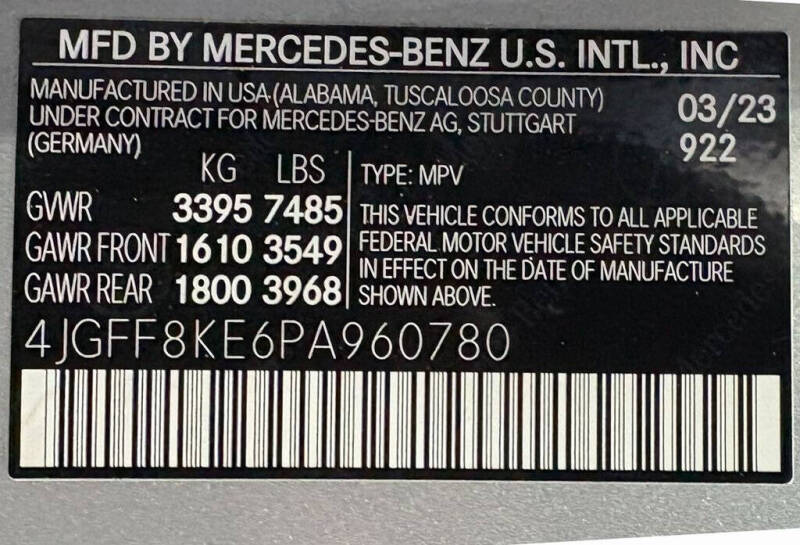 MFD BY MERCEDES-BENZ U.S. INTL., INC
MANUFACTURED IN USA (ALABAMA, TUSCALOOSA COUNTY)
UNDER CONTRACT FOR MERCEDES-BENZ AG, STUTTGART
(GERMANY)
03/23
922
KG LBS
GVWR 3395 7485
GAWR FRONT 1610 3549
GAWR REAR 1800 3968
TYPE: MPV
THIS VEHICLE CONFORMS TO ALL APPLICABLE
FEDERAL MOTOR VEHICLE SAFETY STANDARDS
IN EFFECT ON THE DATE OF MANUFACTURE
SHOWN ABOVE.
4JGFF8KE6PA960780